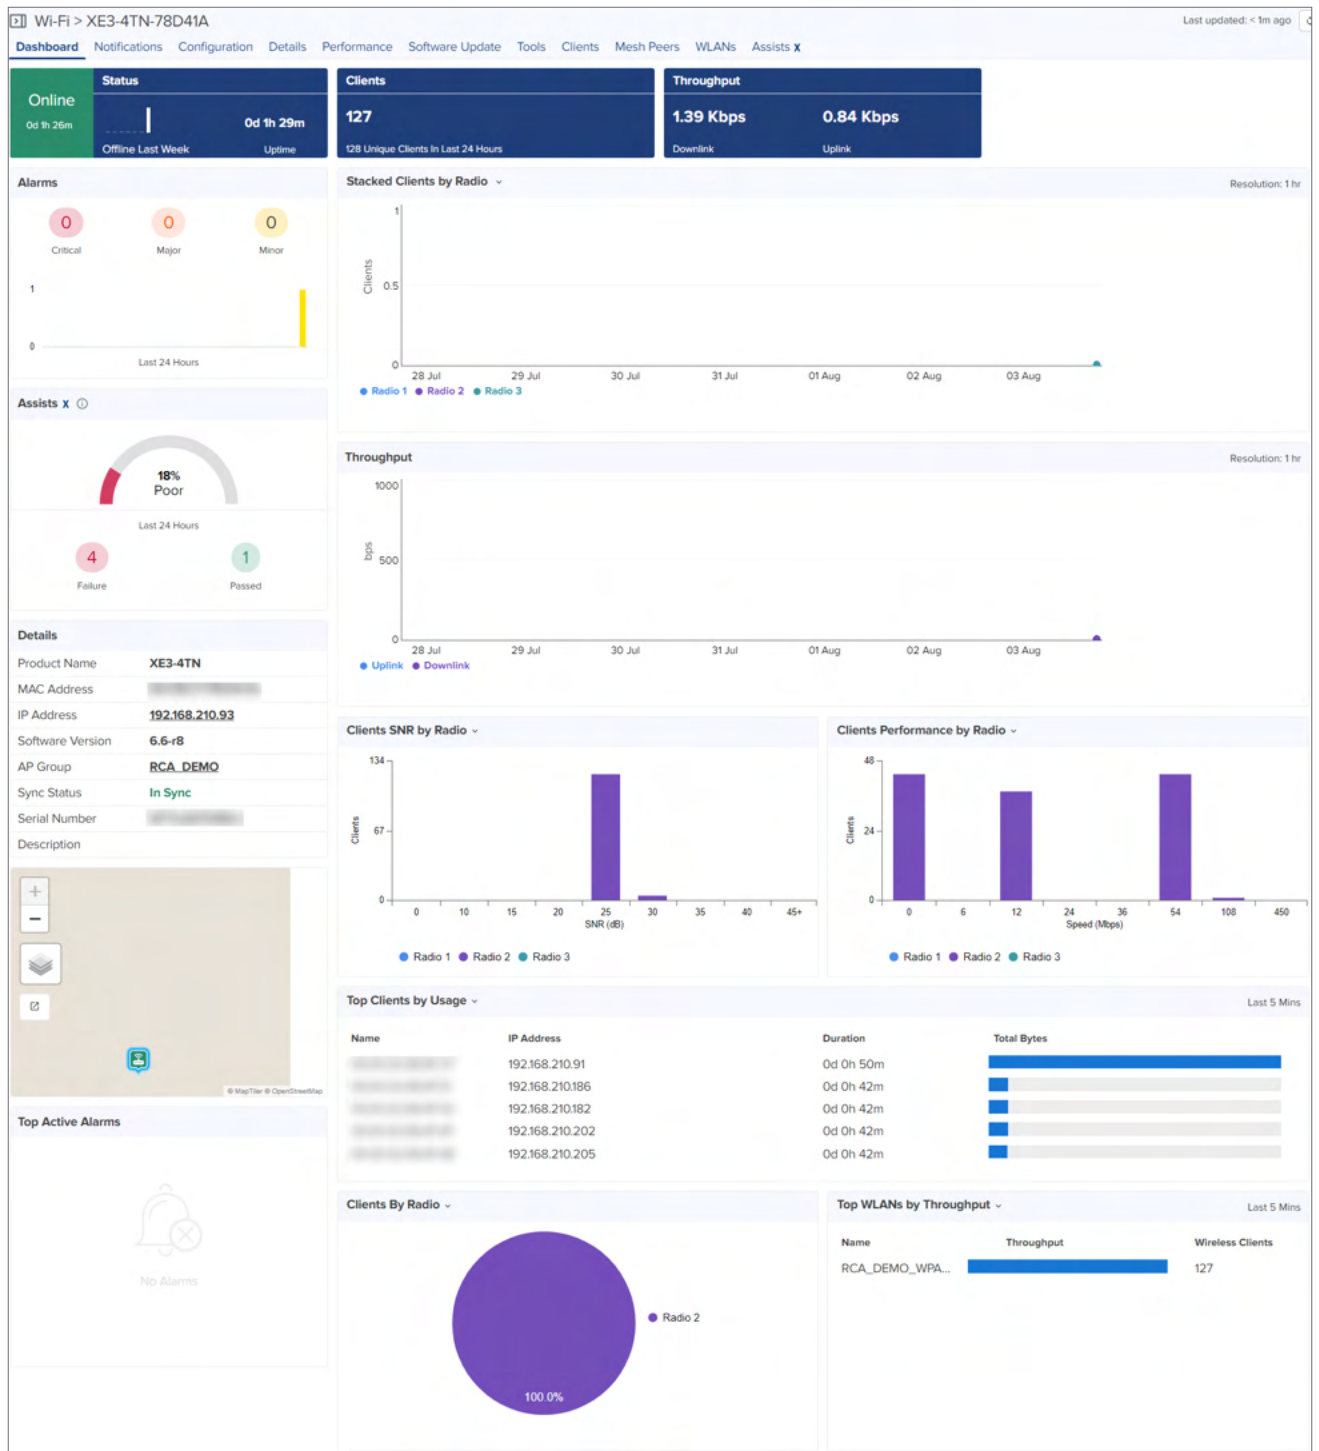 Wi-Fi > XE3-4TN-78D41A
Last updated: < 1m ago
Dashboard Notifications Configuration Details Performance Software Update Tools Clients Mesh Peers WLANs Assists X
Online
0d 1h 26m
Status
0d 1h 29m
Offline Last Week Uptime
Clients
127
128 Unique Clients In Last 24 Hours
Throughput
1.39 Kbps 0.84 Kbps
Downlink Uplink
Alarms
0 0 0
Critical Major Minor
1
0
Last 24 Hours
Stacked Clients by Radio
Resolution: 1 hr
1
0.5
0
Clients
28 Jul 29 Jul 30 Jul 31 Jul 01 Aug 02 Aug 03 Aug
Radio 1 Radio 2 Radio 3
Assists X
18%
Poor
Last 24 Hours
4 1
Failure Passed
Throughput
Resolution: 1 hr
1000
500
0
bps
28 Jul 29 Jul 30 Jul 31 Jul 01 Aug 02 Aug 03 Aug
Uplink Downlink
Details
Product Name XE3-4TN
MAC Address
IP Address 192.168.210.93
Software Version 6.6-r8
AP Group RCA_DEMO
Sync Status In Sync
Serial Number
Description
Clients SNR by Radio
134
67
0
Clients
0 10 15 20 25 30 35 40 45+
SNR (dB)
Radio 1 Radio 2 Radio 3
Clients Performance by Radio
48
24
0
Clients
0 6 12 24 36 54 108 450
Speed (Mbps)
Radio 1 Radio 2 Radio 3
+
−
© MapTiler © OpenStreetMap
Top Clients by Usage
Last 5 Mins
Name IP Address Duration Total Bytes
192.168.210.91 0d 0h 50m
192.168.210.186 0d 0h 42m
192.168.210.182 0d 0h 42m
192.168.210.202 0d 0h 42m
192.168.210.205 0d 0h 42m
Top Active Alarms
No Alarms
Clients By Radio
Radio 2
100.0%
Top WLANs by Throughput
Last 5 Mins
Name Throughput Wireless Clients
RCA_DEMO_WPA... 127